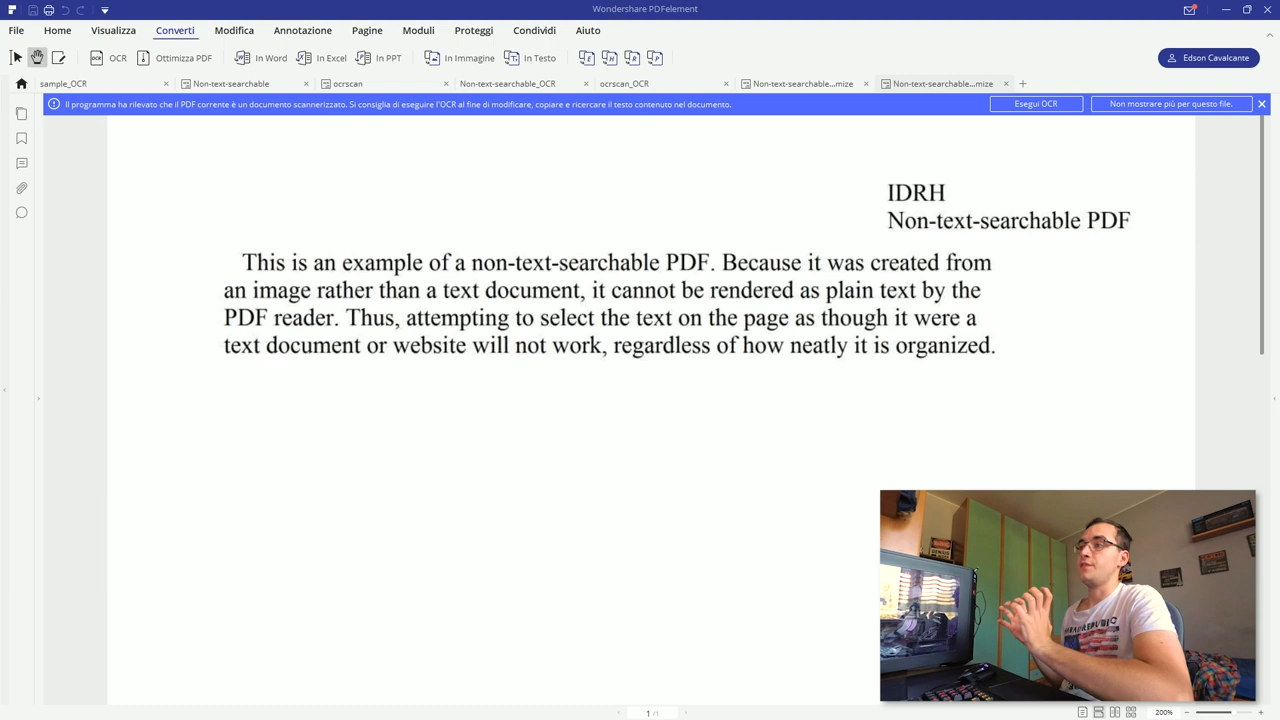 Wondershare PDFelement
File Home Visualizza Converti Modifica Annotazione Pagine Moduli Proteggi Condividi Aiuto
OCR Ottimizza PDF In Word In Excel In PPT In Immagine In Testo Edson Cavalcante
sample_OCR Non-text-searchable ocrscan Non-text-searchable_OCR ocrscan_OCR Non-text-searchable...mize Non-text-searchable...mize
Il programma ha rilevato che il PDF corrente è un documento scannerizzato. Si consiglia di eseguire l'OCR al fine di modificare, copiare e ricercare il testo contenuto nel documento. Esegui OCR Non mostrare più per questo file.
IDRH
Non-text-searchable PDF
This is an example of a non-text-searchable PDF. Because it was created from
an image rather than a text document, it cannot be rendered as plain text by the
PDF reader. Thus, attempting to select the text on the page as though it were a
text document or website will not work, regardless of how neatly it is organized.
GENIUS
1 /1
200%